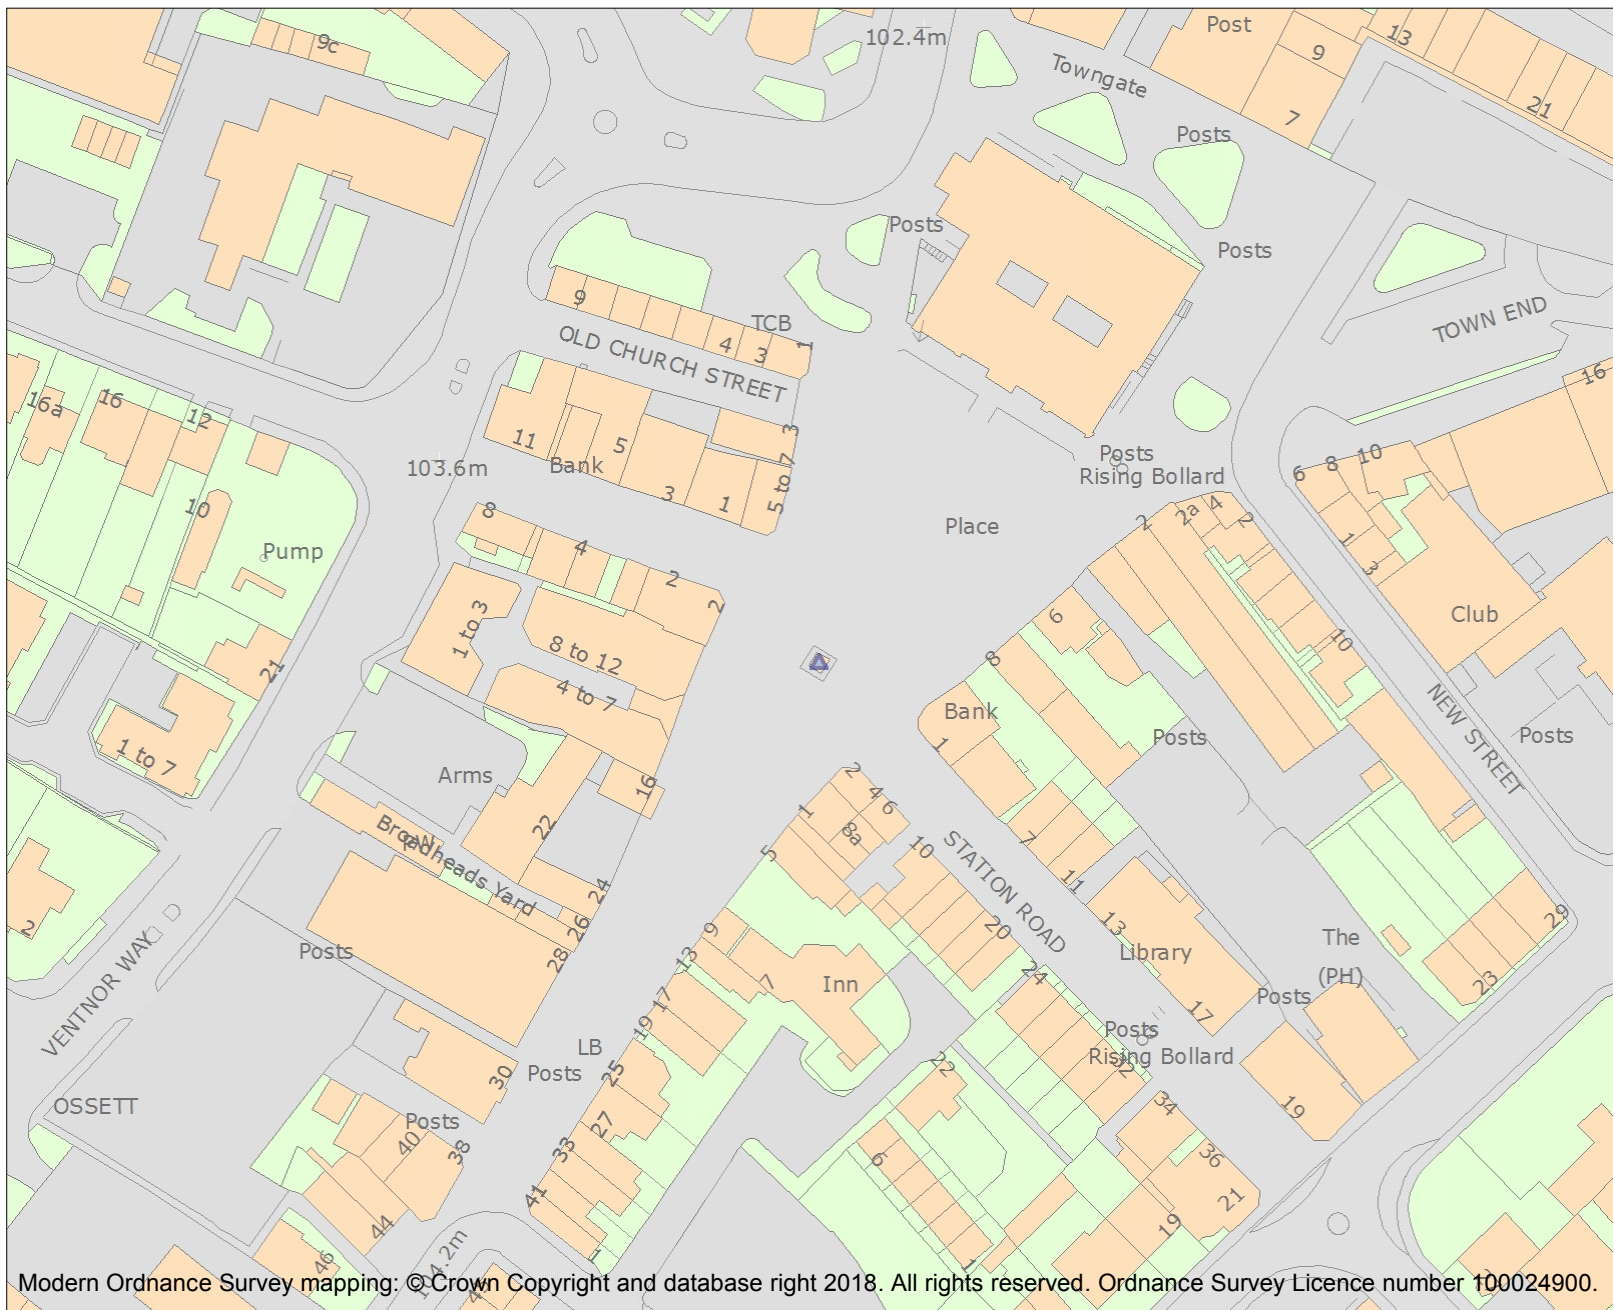 9c
102.4m
Towngate
Post
13
9
7
21
Posts
Posts
Posts
9
OLD CHURCH STREET
TCB
4
3
1
TOWN END
16a
16
12
11
5
Bank
3
1
3
5 to 7
103.6m
Posts
Rising Bollard
6
8
10
16
10
Pump
8
4
2
2
Place
2
2a
4
2
1
3
1 to 3
8 to 12
4 to 7
6
8
10
Club
21
Bank
1
Posts
NEW STREET
Posts
1 to 7
Arms
16
22
Broadheads Yard
PW
1
2
4
6
8a
5
10
STATION ROAD
7
11
24
26
28
2
VENTNOR WAY
Posts
9
13
7
Inn
17
19
20
24
13
Library
17
The
(PH)
Posts
29
23
LB
Posts
25
27
30
Posts
Rising Bollard
32
22
34
19
OSSETT
Posts
40
38
33
41
6
36
21
19
44
46
104.2m
1
1
Modern Ordnance Survey mapping: © Crown Copyright and database right 2018. All rights reserved. Ordnance Survey Licence number 100024900.